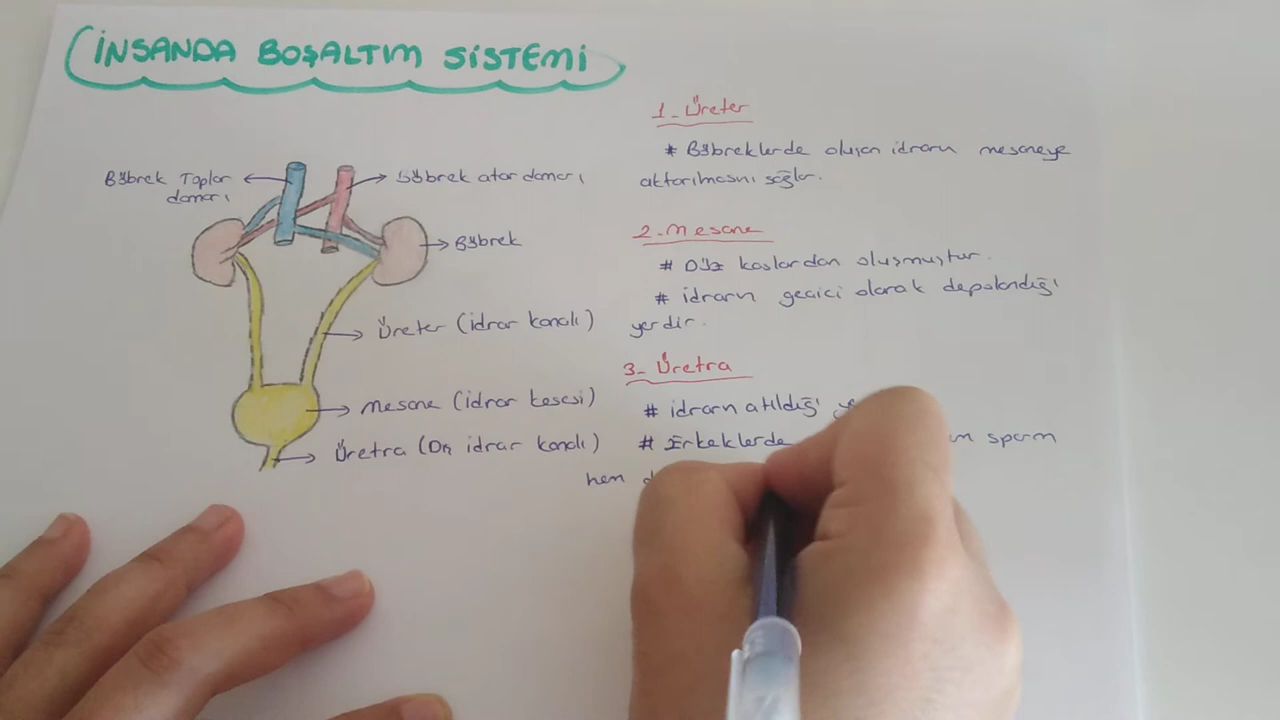 İNSANDA BOŞALTIM SİSTEMİ
Böbrek Toplar
damarı
Böbrek atar damarı
Böbrek
Üreter (idrar kanalı)
Mesane (idrar kesesi)
Üretra (Dış idrar kanalı)
1- Üreter
* Böbreklerde oluşan idrarın mesaneye
aktarılmasını sağlar.
2- Mesane
* Düz kaslardan oluşmuştur.
* idrarın geçici olarak depolandığı
yerdir.
3- Üretra
* idrarın atıldığı
* Erkeklerde sperm
hem